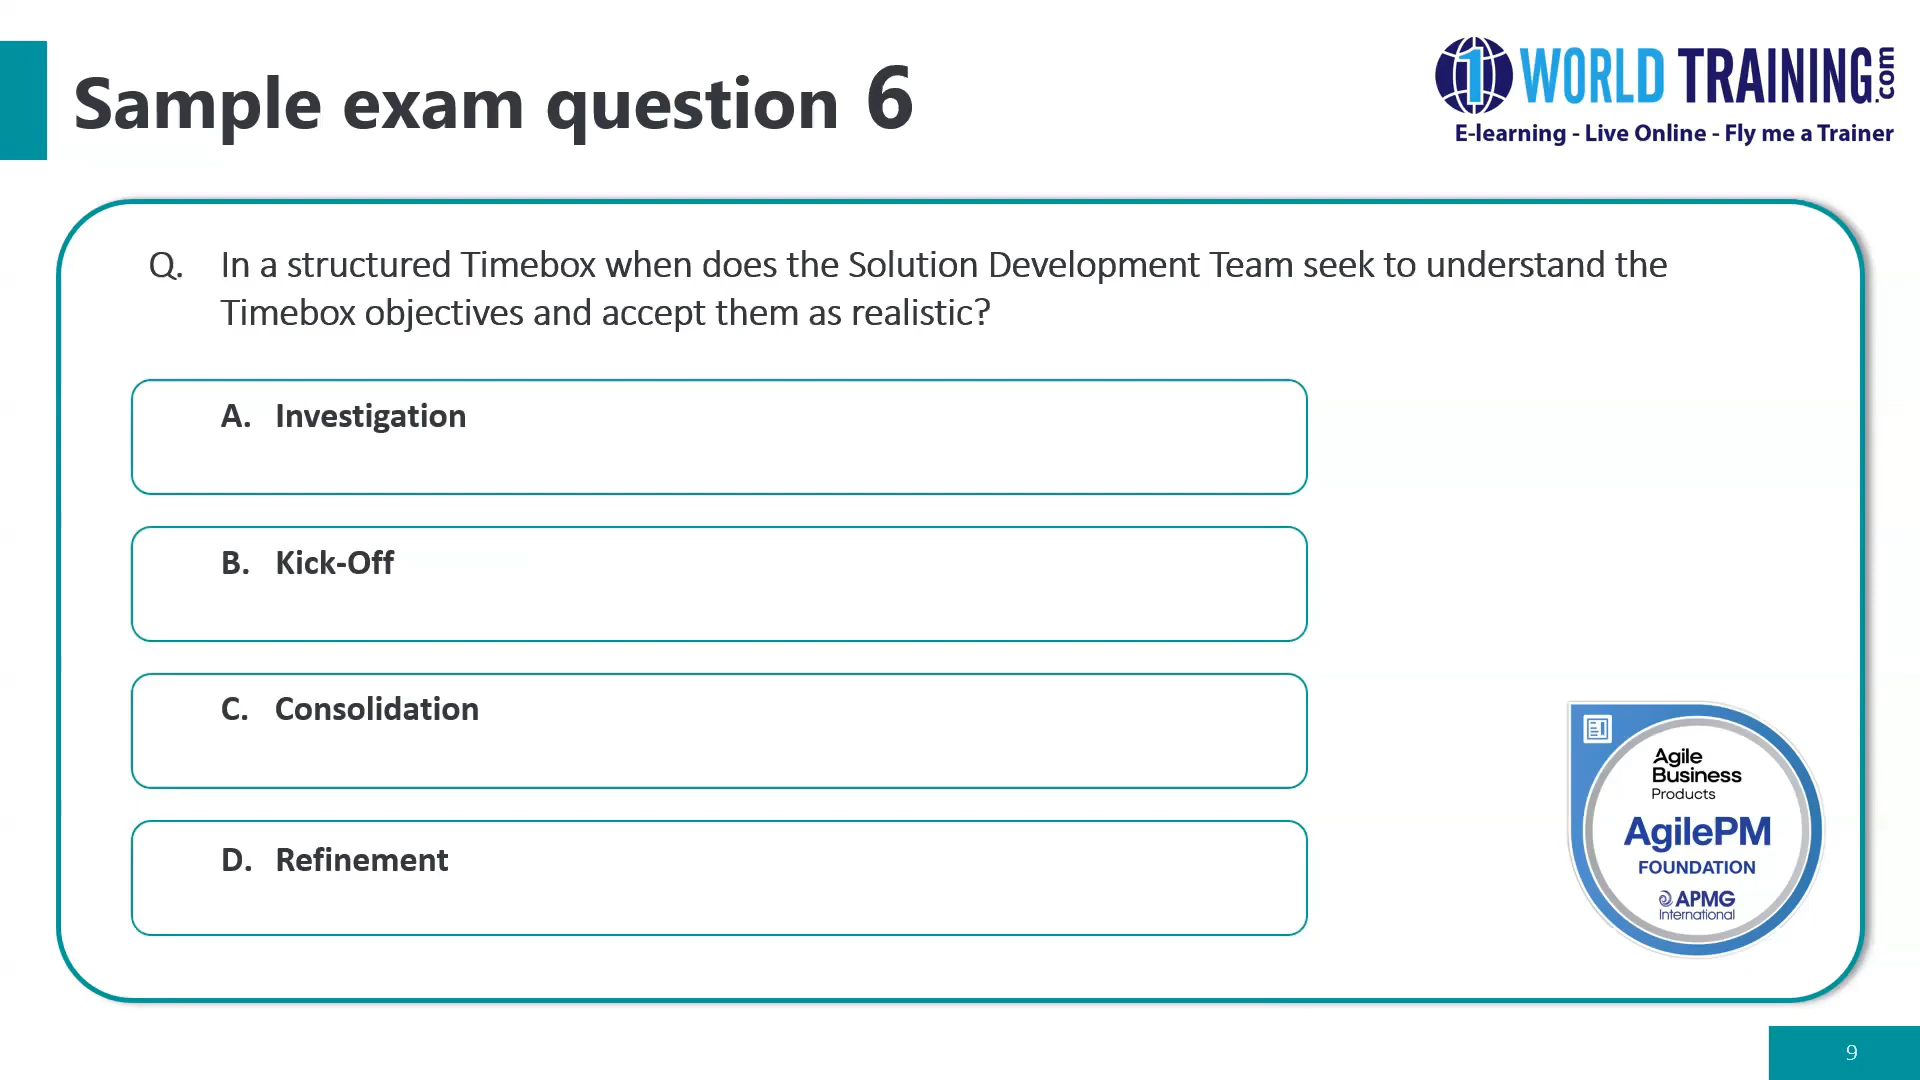 Sample exam question 6
1 WORLD TRAINING.com
E-learning - Live Online - Fly me a Trainer
Q. In a structured Timebox when does the Solution Development Team seek to understand the
Timebox objectives and accept them as realistic?
A. Investigation
B. Kick-Off
C. Consolidation
D. Refinement
Agile
Business
Products
AgilePM
FOUNDATION
APMG
International
9